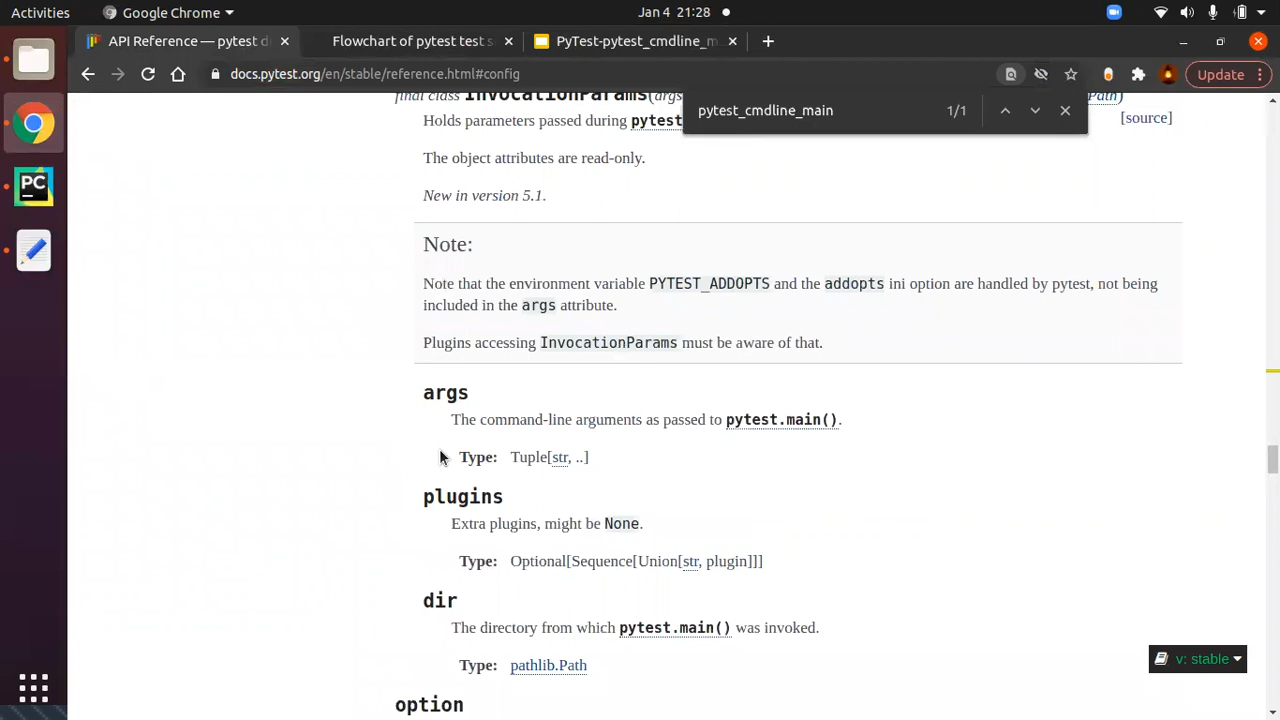 Activities Google Chrome Jan 4 21:28
API Reference — pytest d Flowchart of pytest test s PyTest-pytest_cmdline_m
docs.pytest.org/en/stable/reference.html#config Update
final class InvocationParams(args Path)
pytest_cmdline_main 1/1
Holds parameters passed during pytest [source]
The object attributes are read-only.
New in version 5.1.
Note:
Note that the environment variable PYTEST_ADDOPTS and the addopts ini option are handled by pytest, not being
included in the args attribute.
Plugins accessing InvocationParams must be aware of that.
args
The command-line arguments as passed to pytest.main().
Type: Tuple[str, ..]
plugins
Extra plugins, might be None.
Type: Optional[Sequence[Union[str, plugin]]]
dir
The directory from which pytest.main() was invoked.
Type: pathlib.Path
v: stable
option
PC